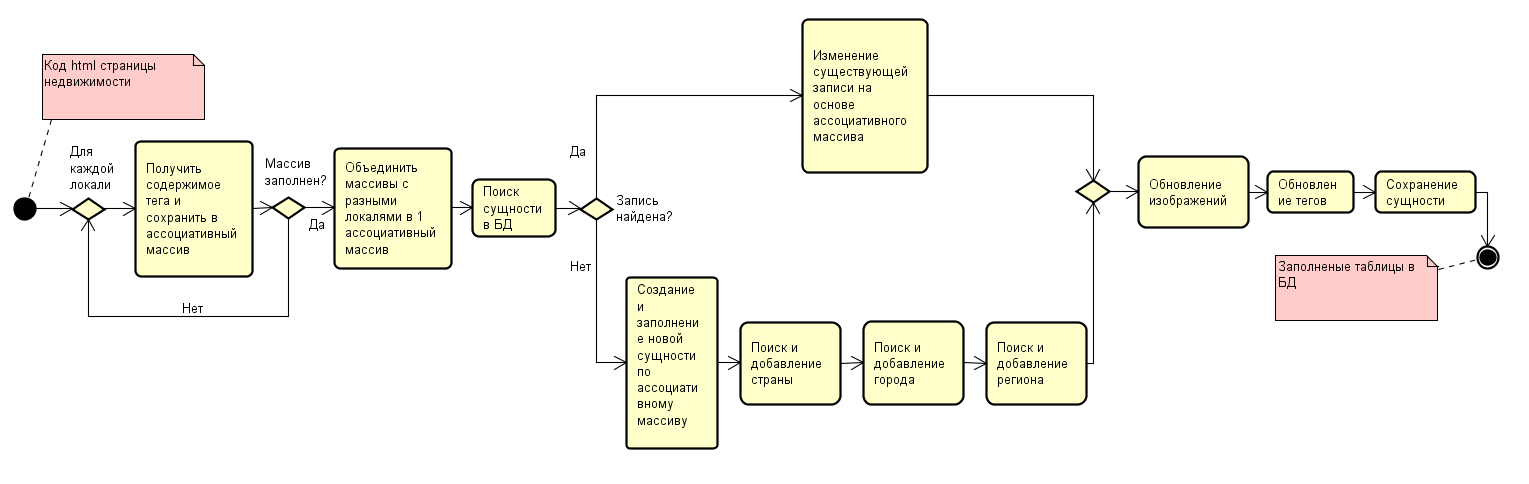 Код html страницы
недвижимости
Для
каждой
локали
Получить
содержимое
тега и
сохранить в
ассоциативный
массив
Массив
заполнен?
Да
Нет
Объединить
массивы с
разными
локалями в 1
ассоциативный
массив
Поиск
сущности
в БД
Да
Запись
найдена?
Нет
Изменение
существующей
записи на
основе
ассоциативного
массива
Создание
и
заполнени
е новой
сущности
по
ассоциати
вному
массиву
Поиск и
добавление
страны
Поиск и
добавление
города
Поиск и
добавление
региона
Обновление
изображений
Обновлен
ие тегов
Сохранение
сущности
Заполненые таблицы в
БД